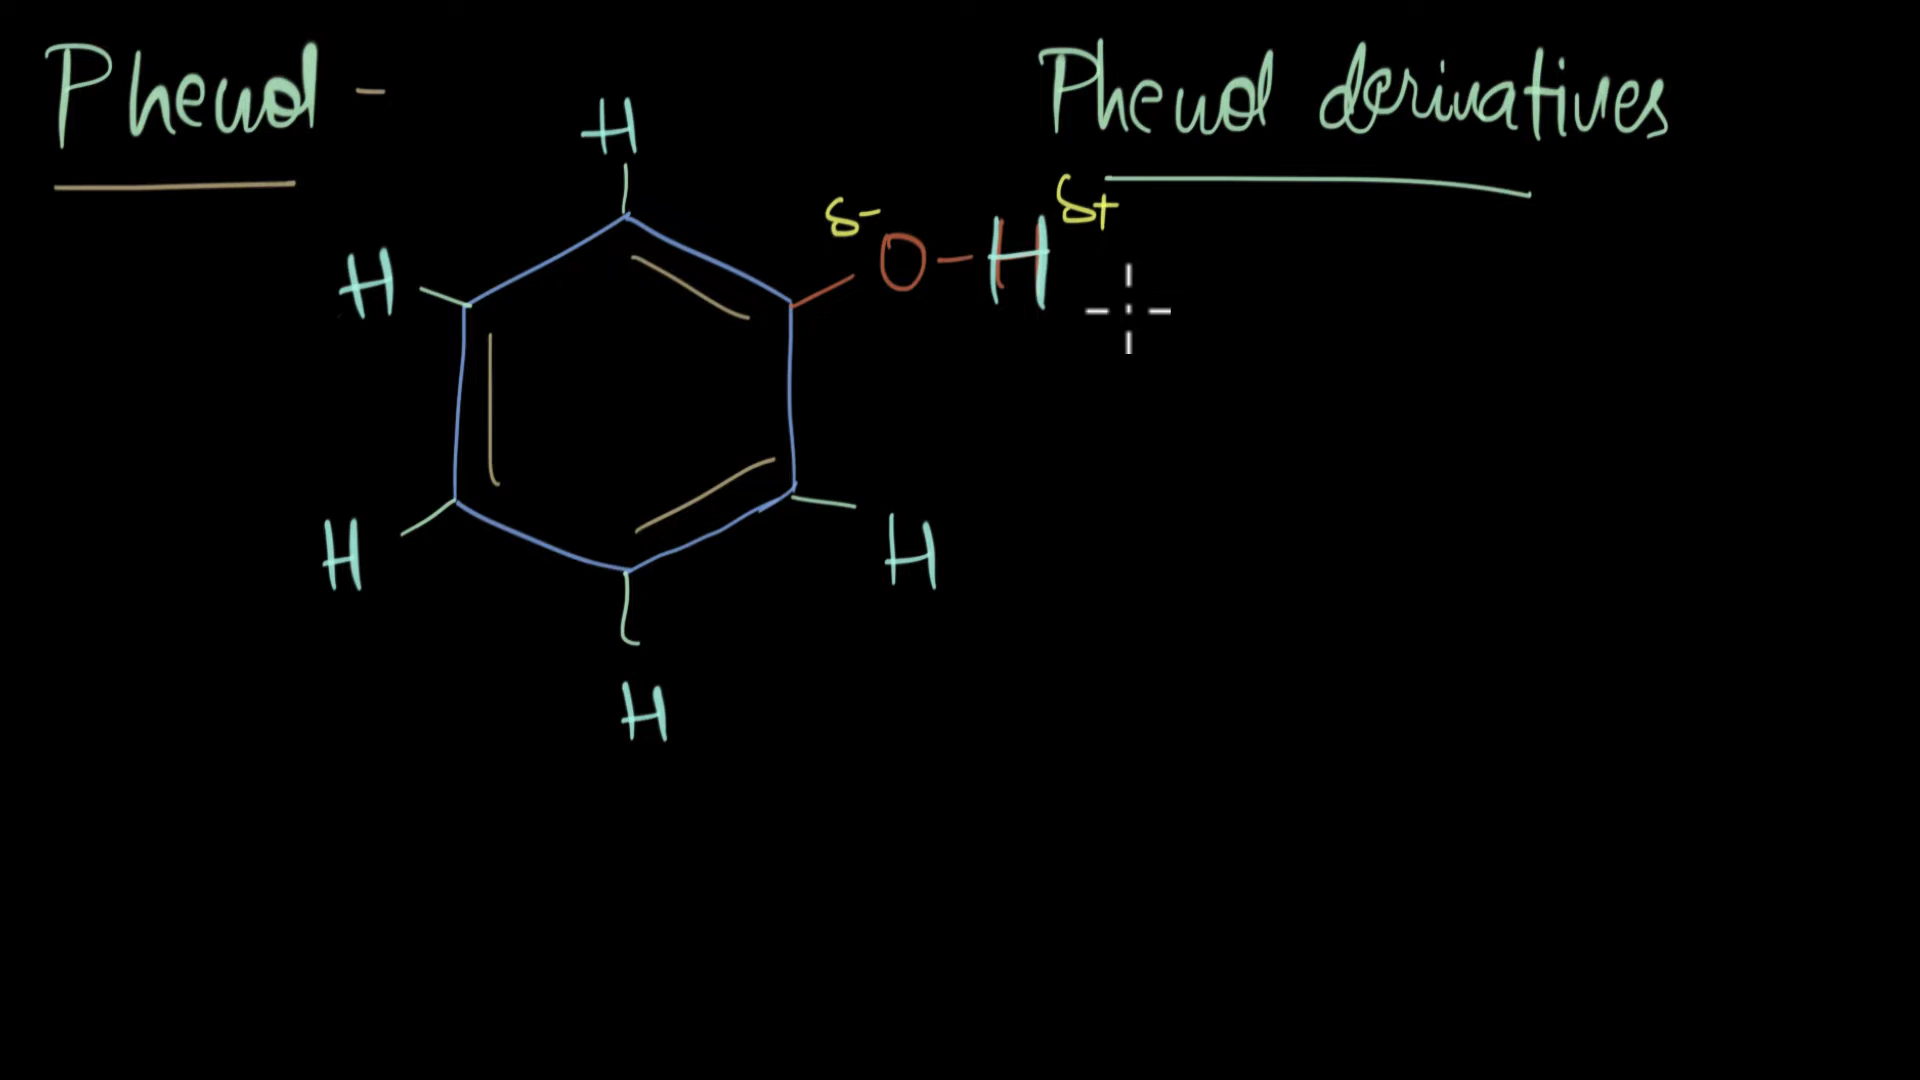 Phenol -
Phenol derivatives
H
δ-
δ+
H
O-H
H
H
H